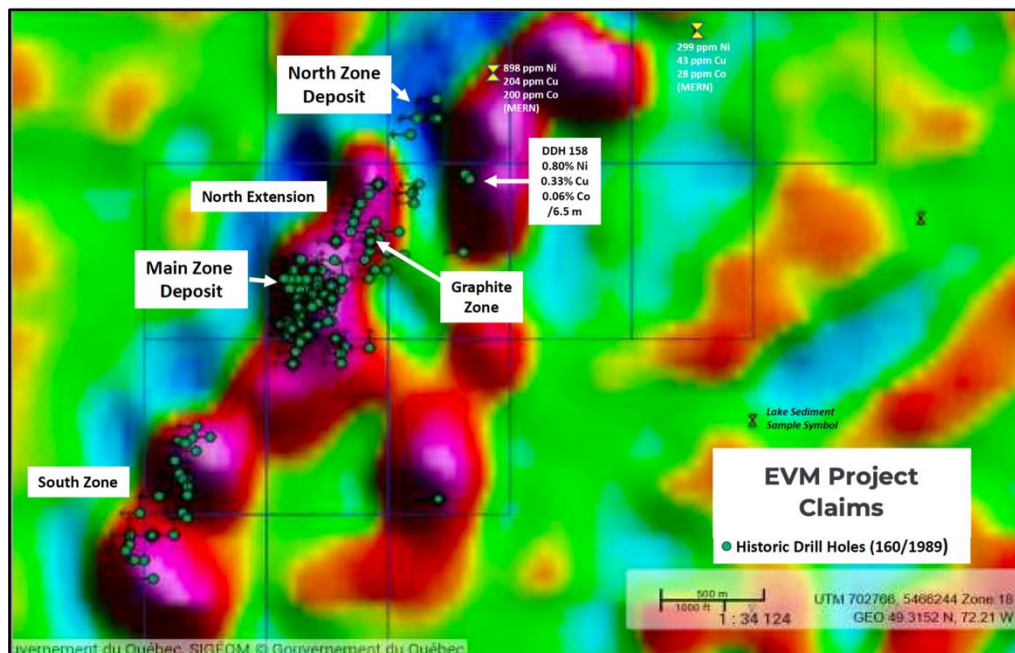 North Zone
Deposit
898 ppm Ni
204 ppm Cu
200 ppm Co
(MERN)
299 ppm Ni
43 ppm Cu
28 ppm Co
(MERN)
DDH 158
0.80% Ni
0.33% Cu
0.06% Co
/6.5 m
North Extension
Main Zone
Deposit
Graphite
Zone
Lake Sediment
Sample Symbol
South Zone
EVM Project
Claims
Historic Drill Holes (160/1989)
500 m
1000 ft
1 : 34 124
UTM 702766, 5466244 Zone:18
GEO 49.3152 N, 72.21 W
uvernement du Québec, SIGEOM © Gouvernement du Québec